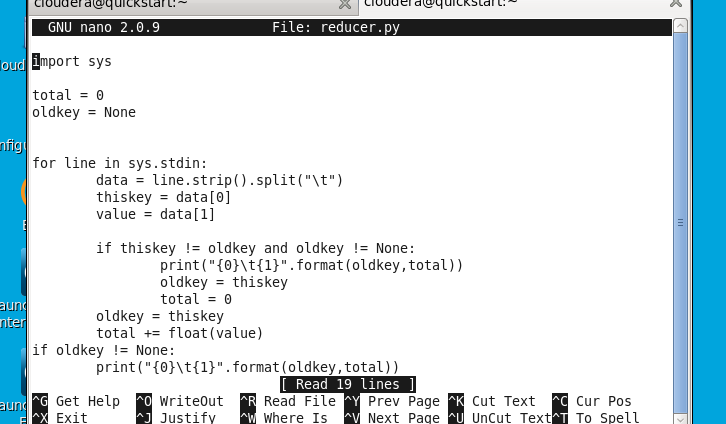 cloudera@quickstart:~ cloudera@quickstart:~
GNU nano 2.0.9 File: reducer.py
import sys
total = 0
oldkey = None
for line in sys.stdin:
data = line.strip().split("\t")
thiskey = data[0]
value = data[1]
if thiskey != oldkey and oldkey != None:
print("{0}\t{1}".format(oldkey,total))
oldkey = thiskey
total = 0
oldkey = thiskey
total += float(value)
if oldkey != None:
print("{0}\t{1}".format(oldkey,total))
[ Read 19 lines ]
^G Get Help ^O WriteOut ^R Read File ^Y Prev Page ^K Cut Text ^C Cur Pos
^X Exit ^J Justify ^W Where Is ^V Next Page ^U UnCut Text ^T To Spell